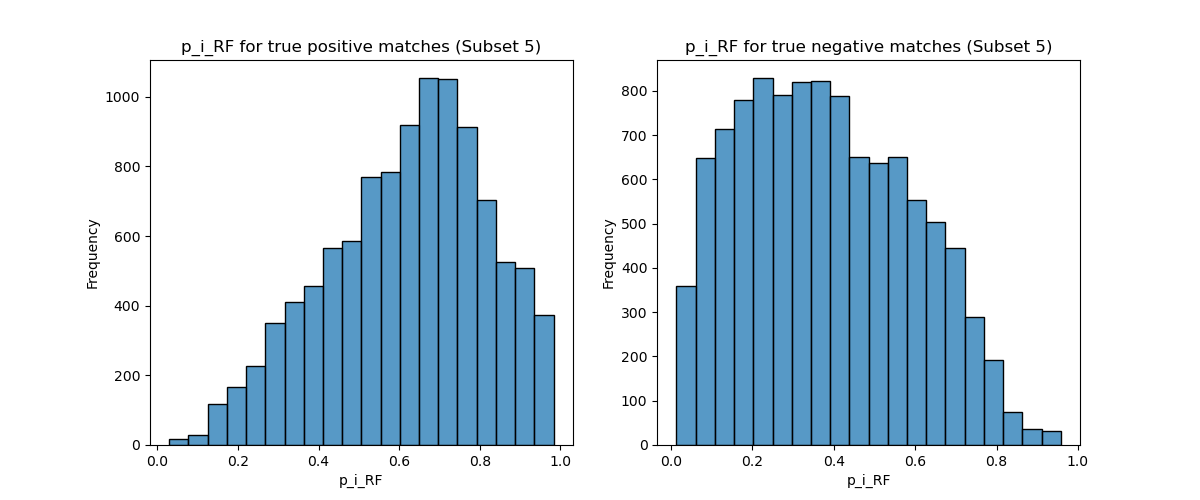 p_i_RF for true positive matches (Subset 5)
Frequency
1000
800
600
400
200
0
0.0 0.2 0.4 0.6 0.8 1.0
p_i_RF
p_i_RF for true negative matches (Subset 5)
Frequency
800
700
600
500
400
300
200
100
0
0.0 0.2 0.4 0.6 0.8 1.0
p_i_RF